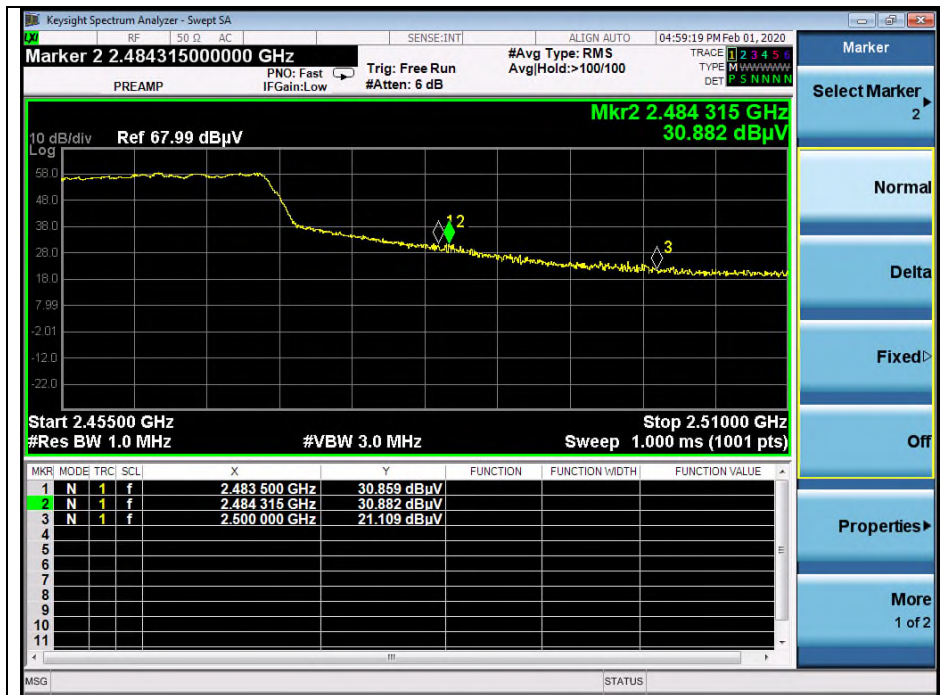 Keysight Spectrum Analyzer - Swept SA
LXI RF 50 Ω AC SENSE:INT ALIGN AUTO 04:59:19 PM Feb 01, 2020
Marker 2 2.484315000000 GHz
PREAMP
PNO: Fast
IFGain:Low
Trig: Free Run
#Atten: 6 dB
#Avg Type: RMS
Avg|Hold:>100/100
TRACE 1 2 3 4 5 6
TYPE M W W W W W
DET P S N N N N
Mkr2 2.484 315 GHz
30.882 dBµV
10 dB/div Ref 67.99 dBµV
Log
58.0
48.0
38.0
28.0
18.0
7.99
-2.01
-12.0
-22.0
1 2
3
Start 2.45500 GHz Stop 2.51000 GHz
#Res BW 1.0 MHz #VBW 3.0 MHz Sweep 1.000 ms (1001 pts)
MKR MODE TRC SCL X Y FUNCTION FUNCTION WIDTH FUNCTION VALUE
1 N 1 f 2.483 500 GHz 30.859 dBµV
2 N 1 f 2.484 315 GHz 30.882 dBµV
3 N 1 f 2.500 000 GHz 21.109 dBµV
4
5
6
7
8
9
10
11
MSG STATUS
Marker
Select Marker
2
Normal
Delta
Fixed
Off
Properties
More
1 of 2